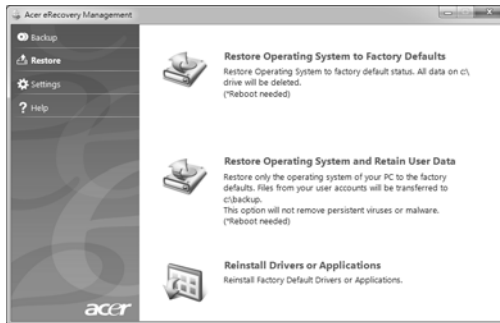 Acer eRecovery Management
Backup
Restore
Settings
? Help
Restore Operating System to Factory Defaults
Restore Operating System to factory default status. All data on c:\
drive will be deleted.
(*Reboot needed)
Restore Operating System and Retain User Data
Restore only the operating system of your PC to the factory
defaults. Files from your user accounts will be transferred to
c:\backup.
This option will not remove persistent viruses or malware.
(*Reboot needed)
Reinstall Drivers or Applications
Reinstall Factory Default Drivers or Applications.
acer